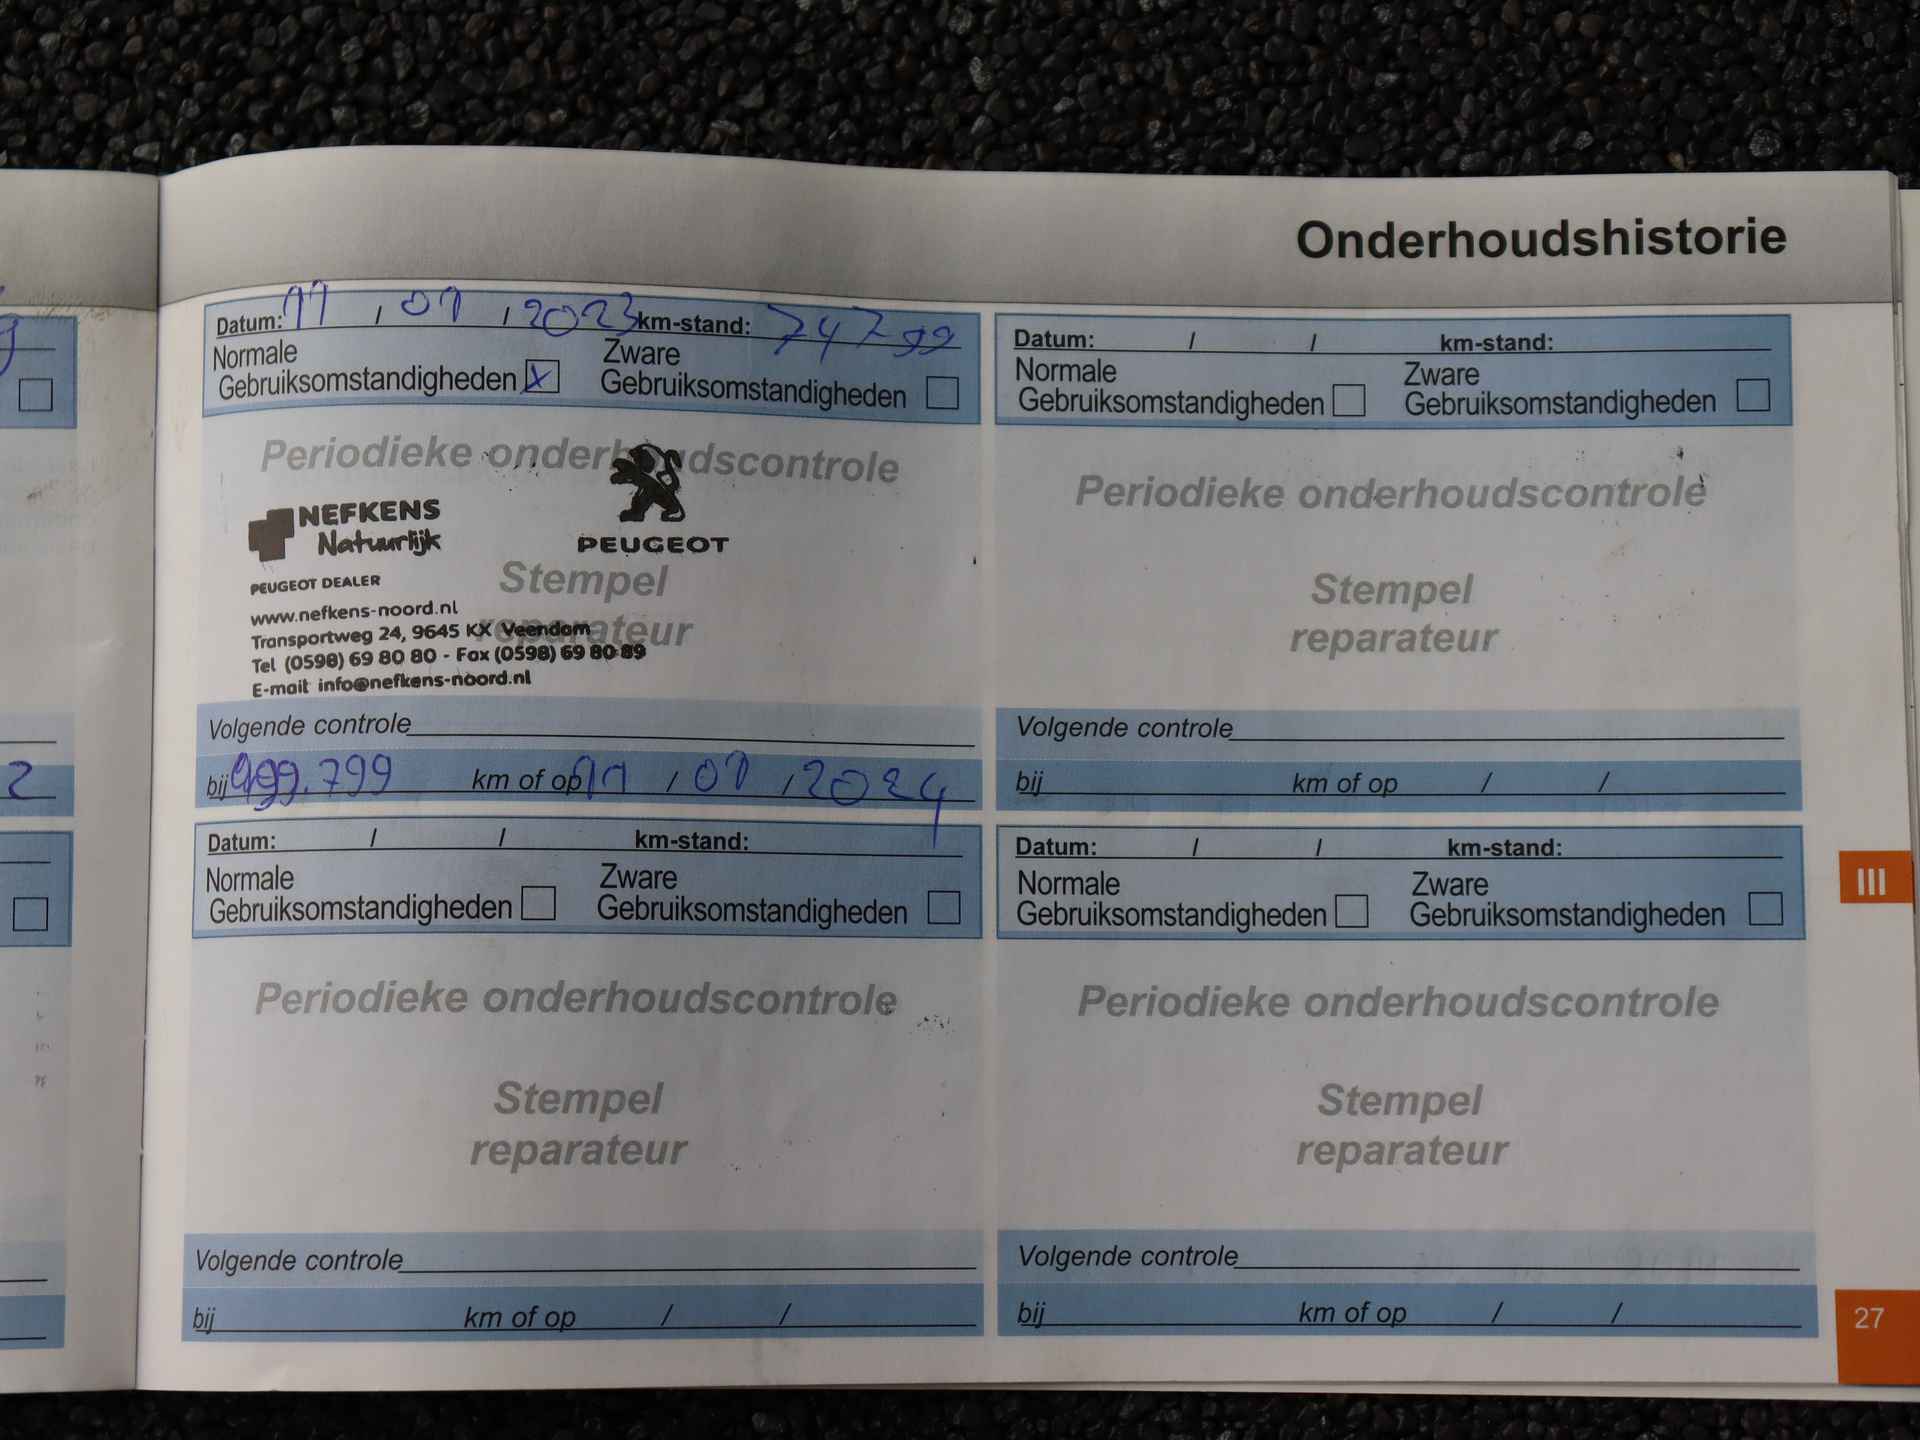 Onderhoudshistorie
Datum: 11 / 01 / 2023 km-stand: 74799
Normale
Gebruiksomstandigheden x
Zware
Gebruiksomstandigheden
Periodieke onderhoudscontrole
NEFKENS
Natuurlijk
PEUGEOT
PEUGEOT DEALER
Stempel
reparateur
www.nefkens-noord.nl
Transportweg 24, 9645 KX Veendam
Tel (0598) 69 80 80 - Fax (0598) 69 80 89
E-mail info@nefkens-noord.nl
Volgende controle
bij 99.799 km of op 11 / 01 / 2024
Datum: / / km-stand:
Normale
Gebruiksomstandigheden
Zware
Gebruiksomstandigheden
Periodieke onderhoudscontrole
Stempel
reparateur
Volgende controle
bij km of op / /
Datum: / / km-stand:
Normale
Gebruiksomstandigheden
Zware
Gebruiksomstandigheden
Periodieke onderhoudscontrole
Stempel
reparateur
Volgende controle
bij km of op / /
Datum: / / km-stand:
Normale
Gebruiksomstandigheden
Zware
Gebruiksomstandigheden
Periodieke onderhoudscontrole
Stempel
reparateur
Volgende controle
bij km of op / /
III
27